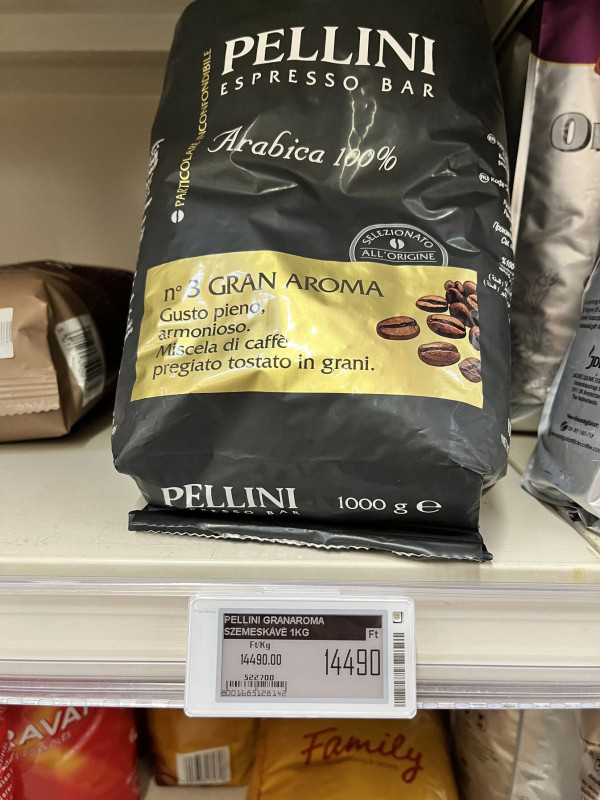 PELLINI
ESPRESSO BAR
PARTICOLARE INCONFONDIBILE
Arabica 100%
SELEZIONATO
ALL'ORIGINE
n° 3 GRAN AROMA
Gusto pieno,
armonioso.
Miscela di caffè
pregiato tostato in grani.
PELLINI
ESPRESSO BAR
1000 g e
PELLINI GRANAROMA
SZEMESKÁVÉ 1KG
Ft
Ft/Kg
14490.00
14490
522700
8001685128142
Family